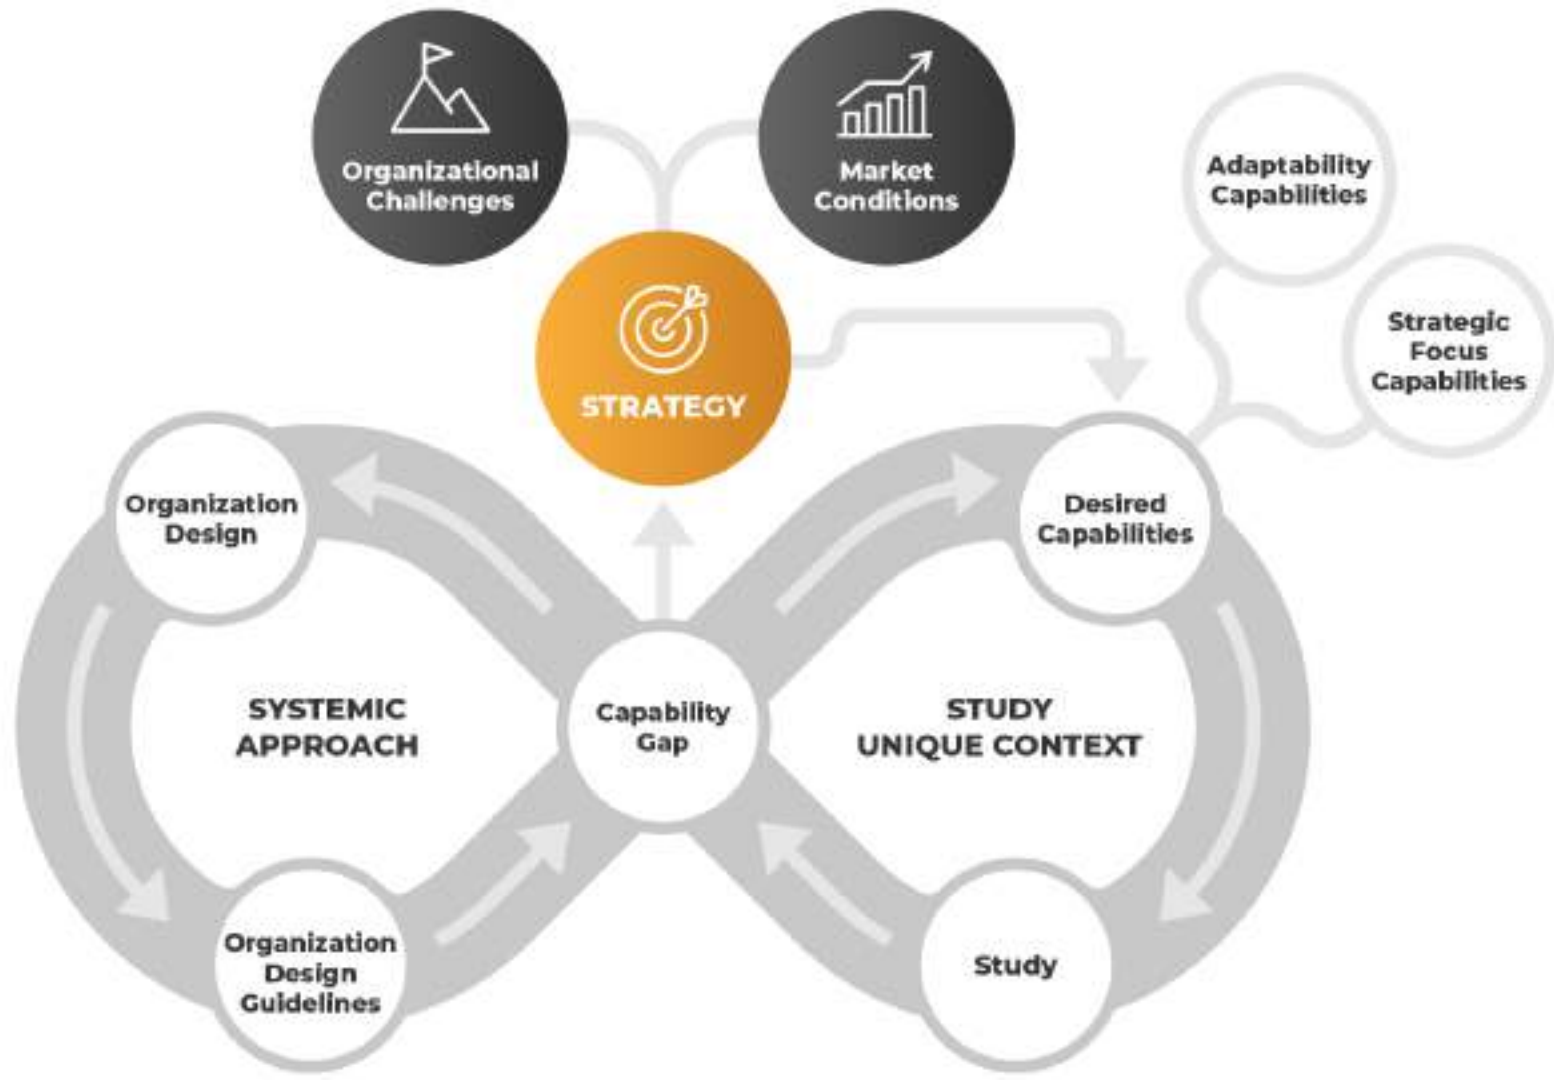 Organizational
Challenges
Market
Conditions
Adaptability
Capabilities
Strategic
Focus
Capabilities
STRATEGY
Organization
Design
Desired
Capabilities
SYSTEMIC
APPROACH
Capability
Gap
STUDY
UNIQUE CONTEXT
Organization
Design
Guidelines
Study